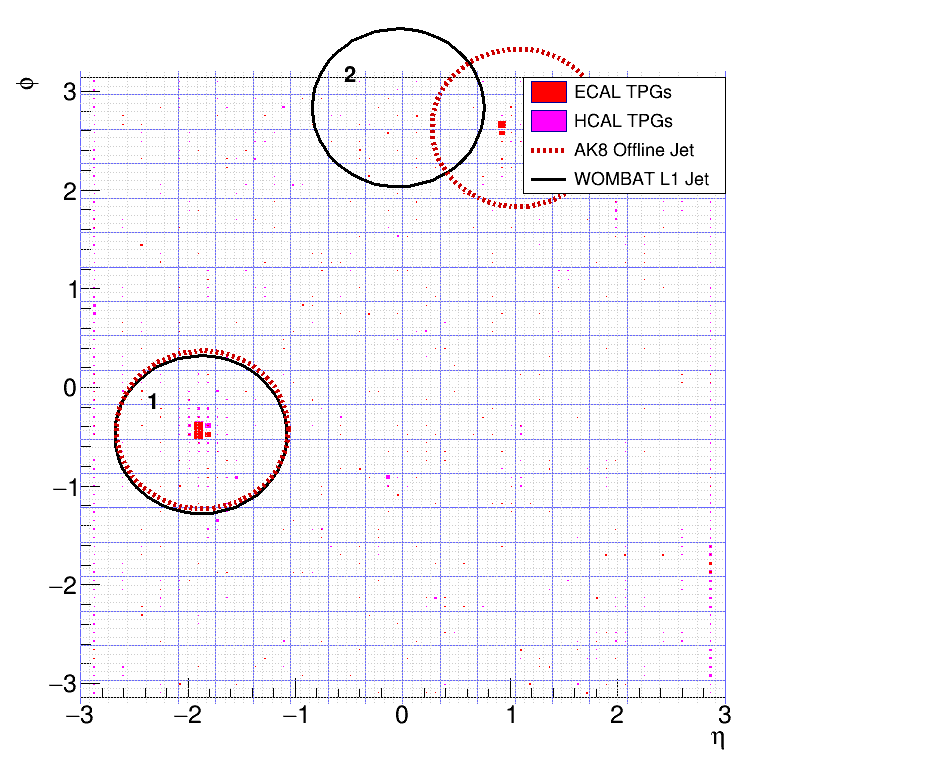 2
ϕ
3
ECAL TPGs
HCAL TPGs
AK8 Offline Jet
WOMBAT L1 Jet
2
1
0
1
−1
−2
−3
−3 −2 −1 0 1 2 3
η